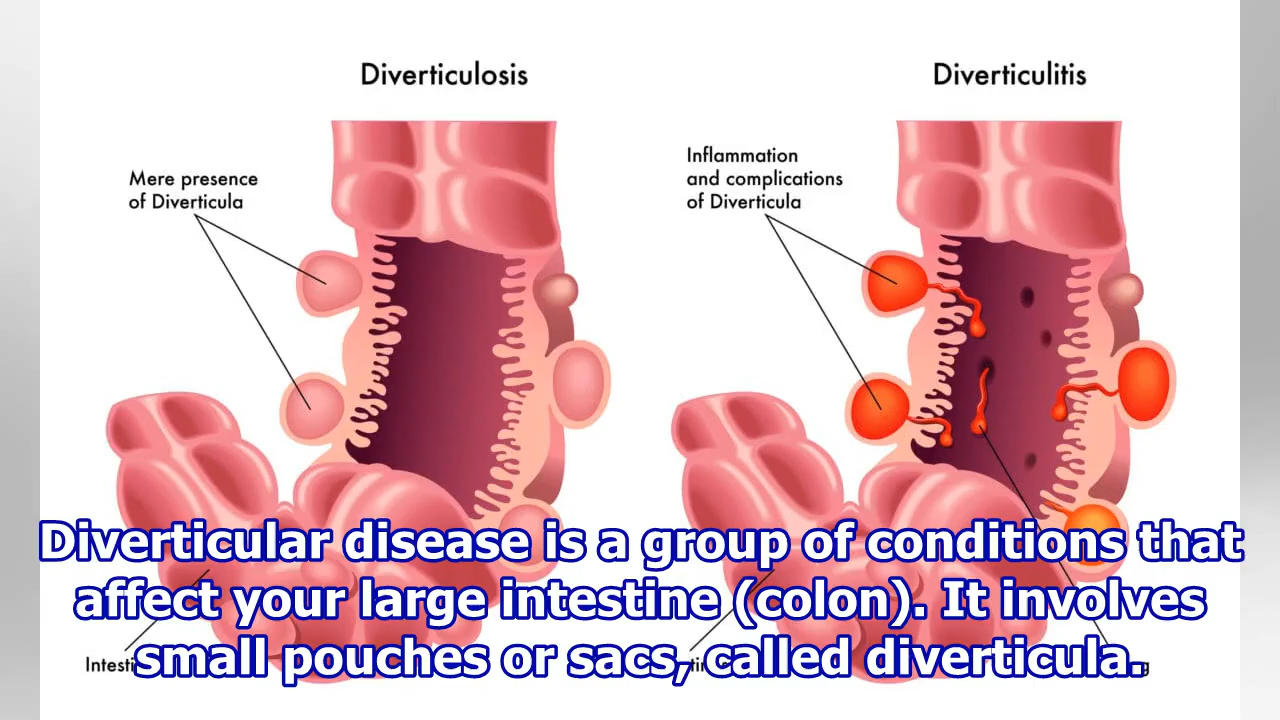 Diverticulosis
Diverticulitis
Mere presence
of Diverticula
Inflammation
and complications
of Diverticula
Diverticular disease is a group of conditions that
affect your large intestine (colon). It involves
small pouches or sacs, called diverticula.